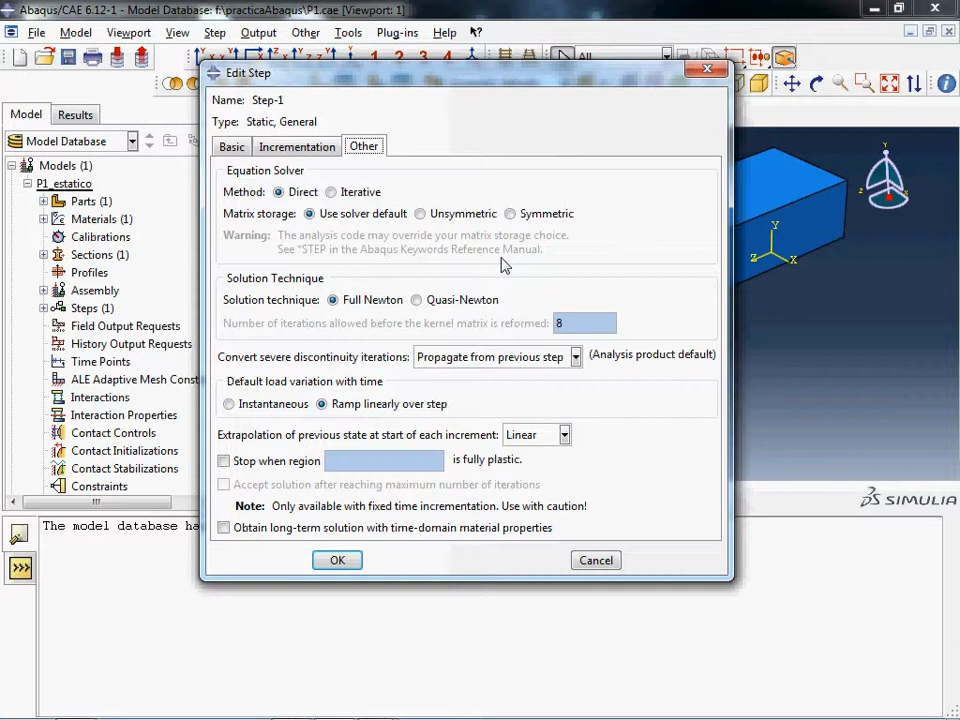 Abaqus/CAE 6.12-1 - Model Database: f:\practicaAbaqus\P1.cae [Viewport: 1]
File Model Viewport View Step Output Other Tools Plug-ins Help
All
Model Results
Model Database
Models (1)
P1_estatico
Parts (1)
Materials (1)
Calibrations
Sections (1)
Profiles
Assembly
Steps (1)
Field Output Requests
History Output Requests
Time Points
ALE Adaptive Mesh Const
Interactions
Interaction Properties
Contact Controls
Contact Initializations
Contact Stabilizations
Constraints
Edit Step
Name: Step-1
Type: Static, General
Basic Incrementation Other
Equation Solver
Method: Direct Iterative
Matrix storage: Use solver default Unsymmetric Symmetric
Warning: The analysis code may override your matrix storage choice.
See *STEP in the Abaqus Keywords Reference Manual.
Solution Technique
Solution technique: Full Newton Quasi-Newton
Number of iterations allowed before the kernel matrix is reformed: 8
Convert severe discontinuity iterations: Propagate from previous step (Analysis product default)
Default load variation with time
Instantaneous Ramp linearly over step
Extrapolation of previous state at start of each increment: Linear
Stop when region is fully plastic.
Accept solution after reaching maximum number of iterations
Note: Only available with fixed time incrementation. Use with caution!
Obtain long-term solution with time-domain material properties
OK Cancel
Y
Z
Y
Z X
SIMULIA
The model database ha
>>>